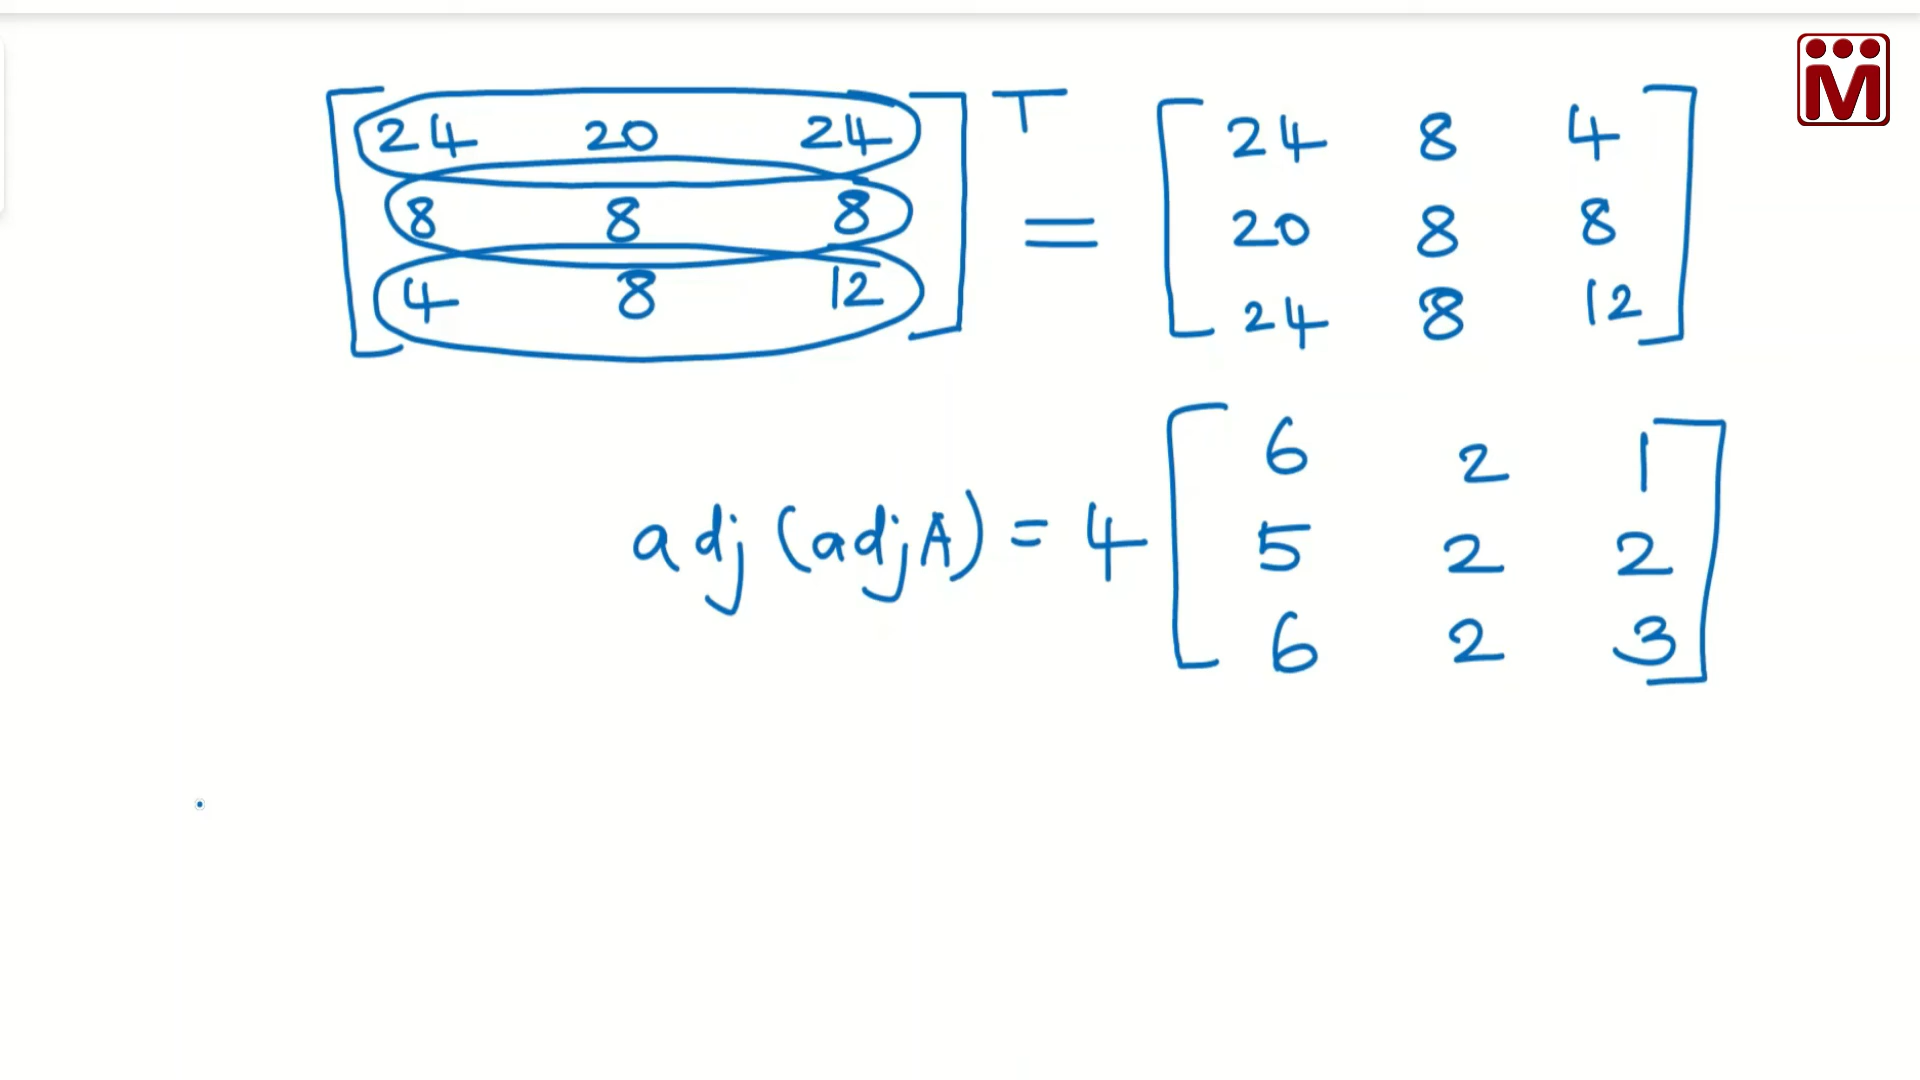 [24 20 24]T = [24 8 4]
[8 8 8] [20 8 8]
[4 8 12] [24 8 12]
adj (adjA) = 4 [6 2 1]
[5 2 2]
[6 2 3]
M